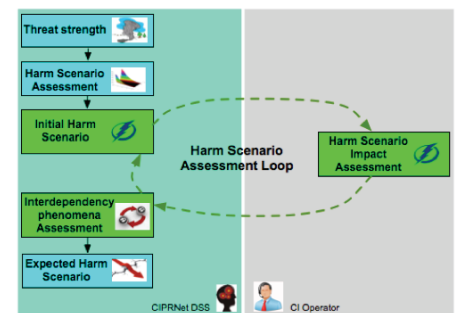 Threat strength
Harm Scenario
Assessment
Initial Harm
Scenario
Harm Scenario
Assessment Loop
Harm Scenario
Impact
Assessment
Interdependency
phenomena
Assessment
Expected Harm
Scenario
CIPRNet DSS
CI Operator